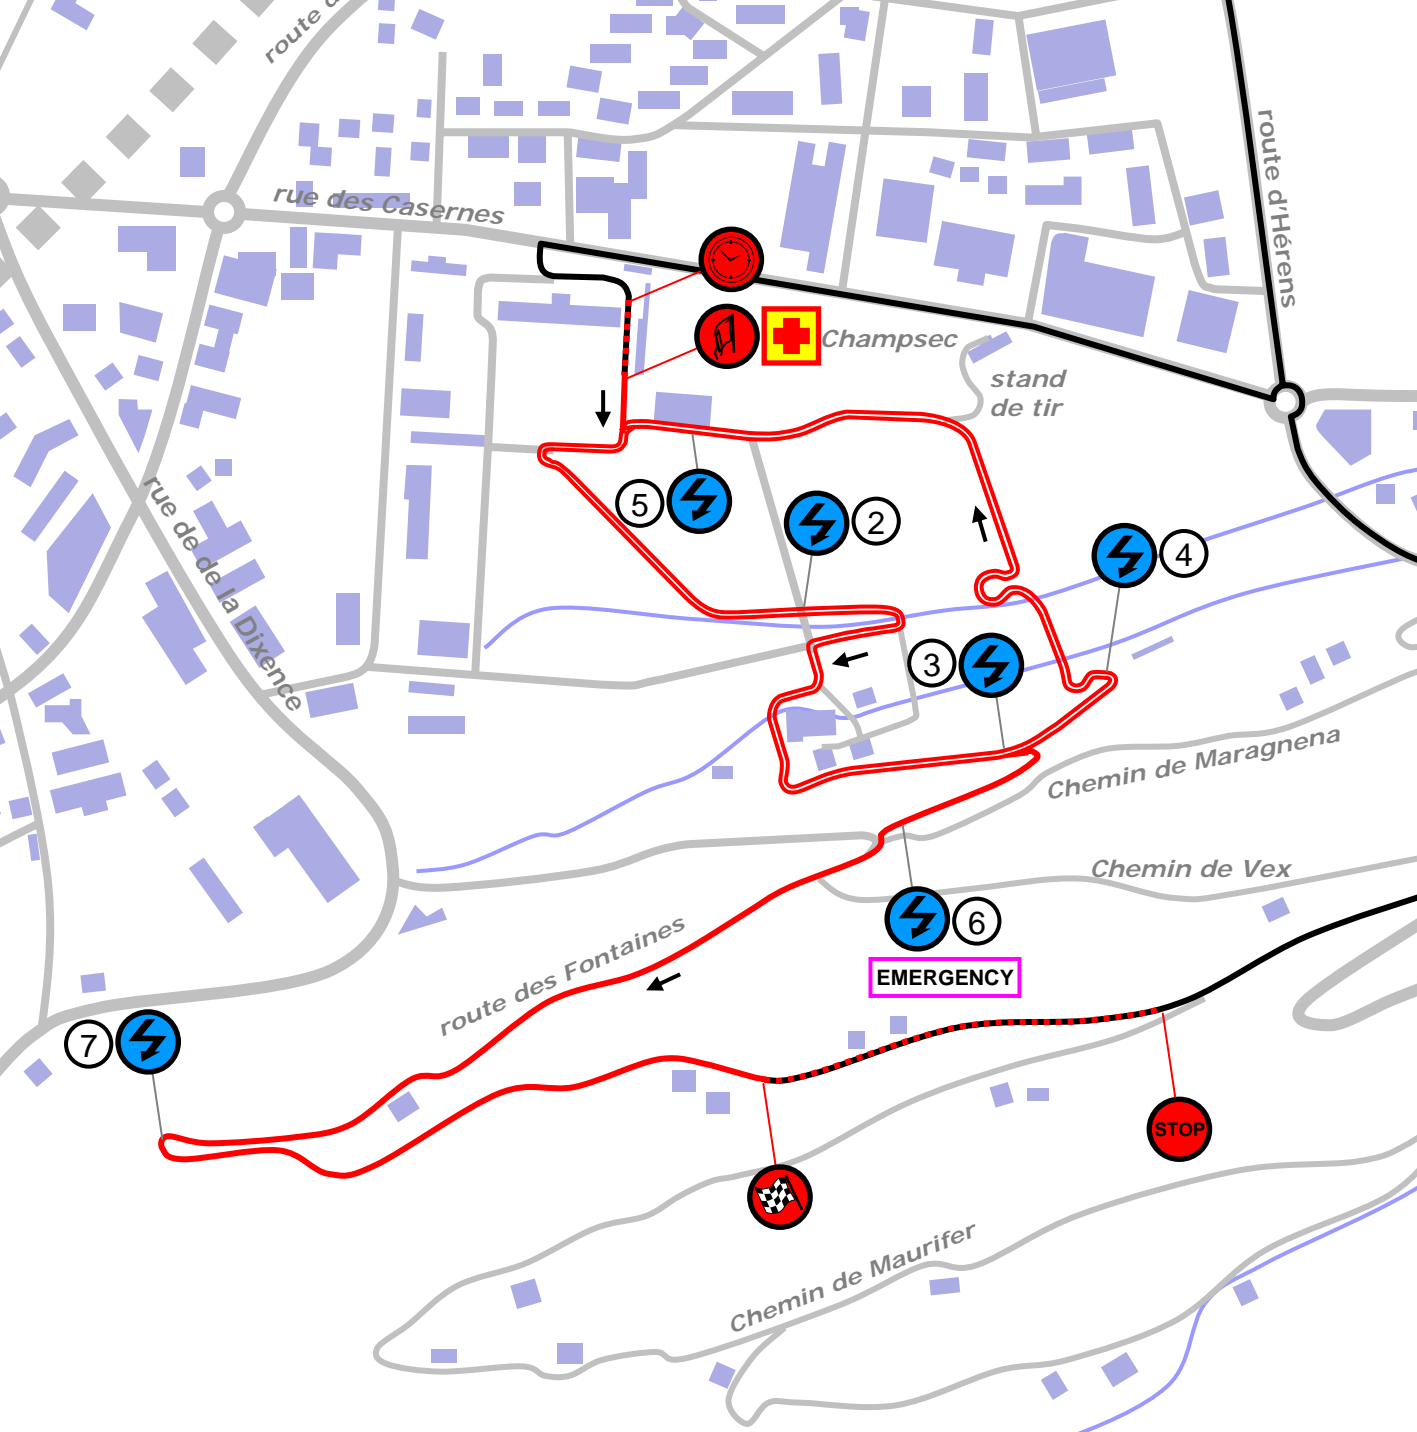 route d
route d'Hérens
rue des Casernes
Champsec
stand
de tir
5
2
4
3
rue de de la Dixence
Chemin de Maragnena
Chemin de Vex
6
EMERGENCY
route des Fontaines
7
STOP
Chemin de Maurifer